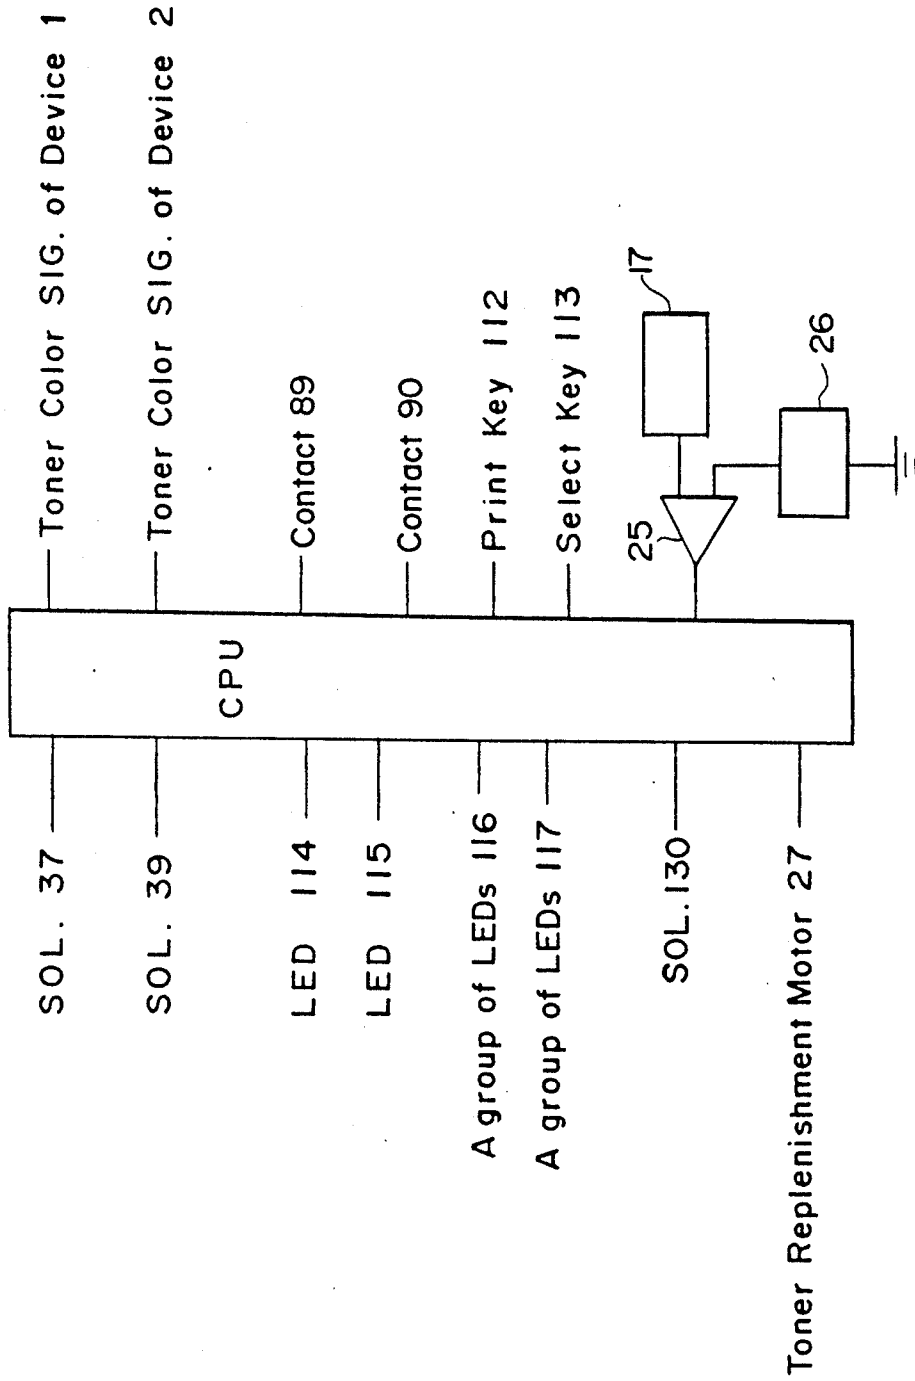 Toner Color SIG. of Device 1
Toner Color SIG. of Device 2
Contact 89
Contact 90
Print Key 112
Select Key 113
17
25
26
CPU
SOL. 37
SOL. 39
LED 114
LED 115
A group of LEDs 116
A group of LEDs 117
SOL. 130
Toner Replenishment Motor 27